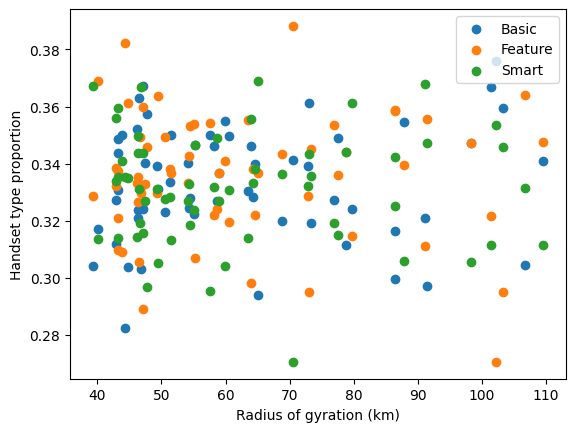 Basic
Feature
Smart
0.38
0.36
0.34
0.32
0.30
0.28
Handset type proportion
40 50 60 70 80 90 100 110
Radius of gyration (km)